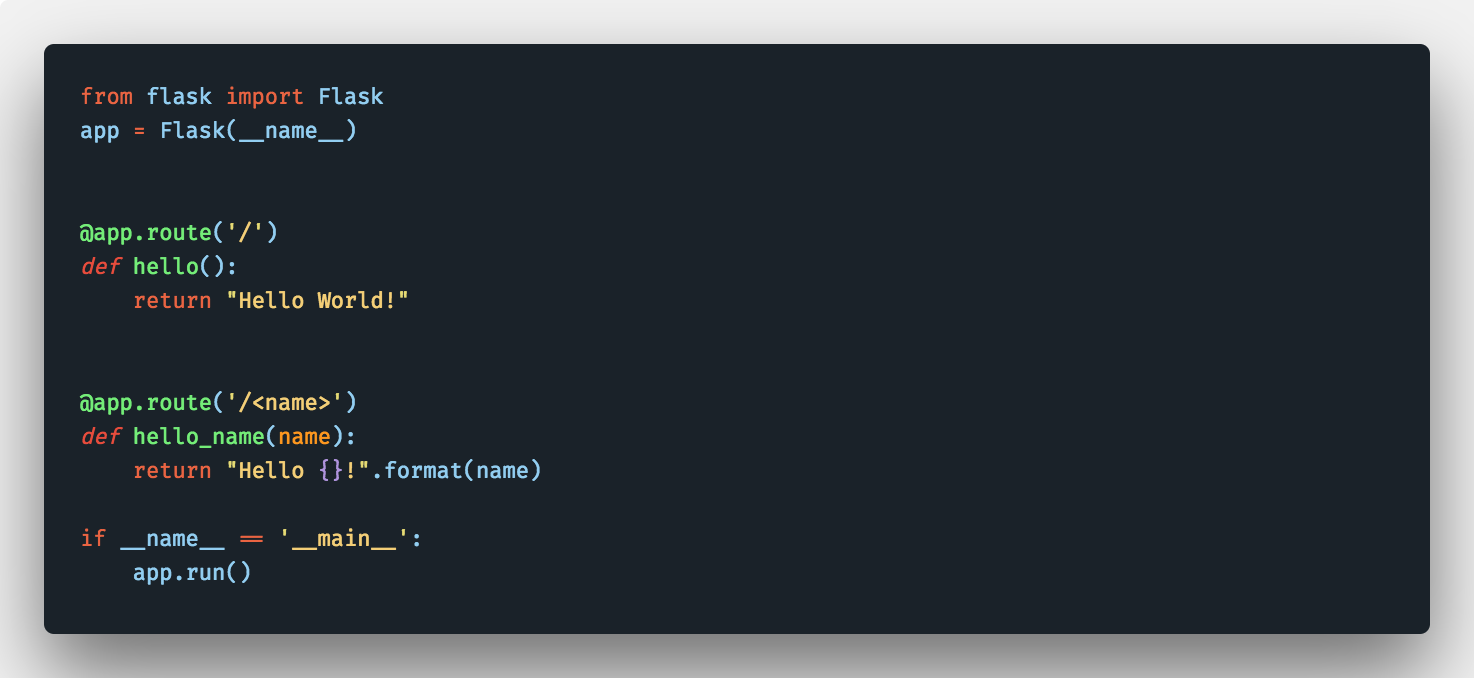 from flask import Flask
app = Flask(__name__)
@app.route('/')
def hello():
    return "Hello World!"
@app.route('/<name>')
def hello_name(name):
    return "Hello {}!".format(name)
if __name__ == '__main__':
    app.run()